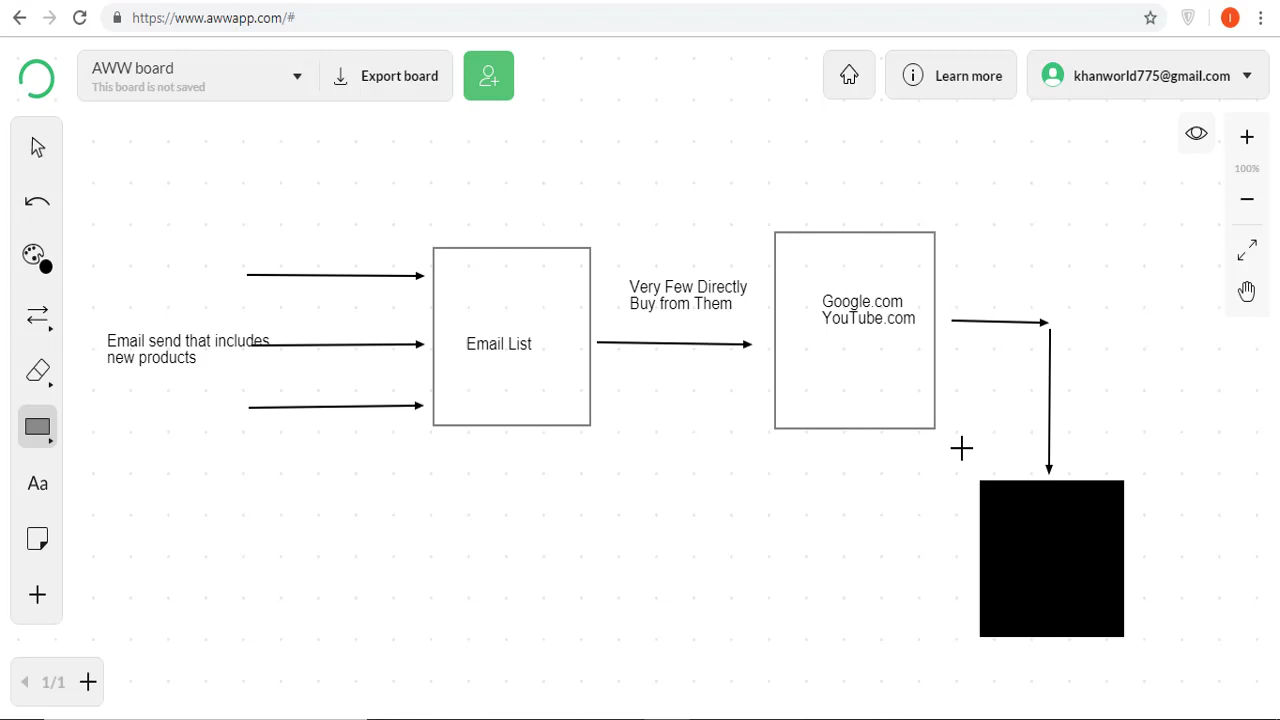 https://www.awwapp.com/#
I
AWW board
This board is not saved
Export board
Learn more
khanworld775@gmail.com
100%
Very Few Directly
Buy from Them
Google.com
YouTube.com
Email send that includes
new products
Email List
Aa
1/1